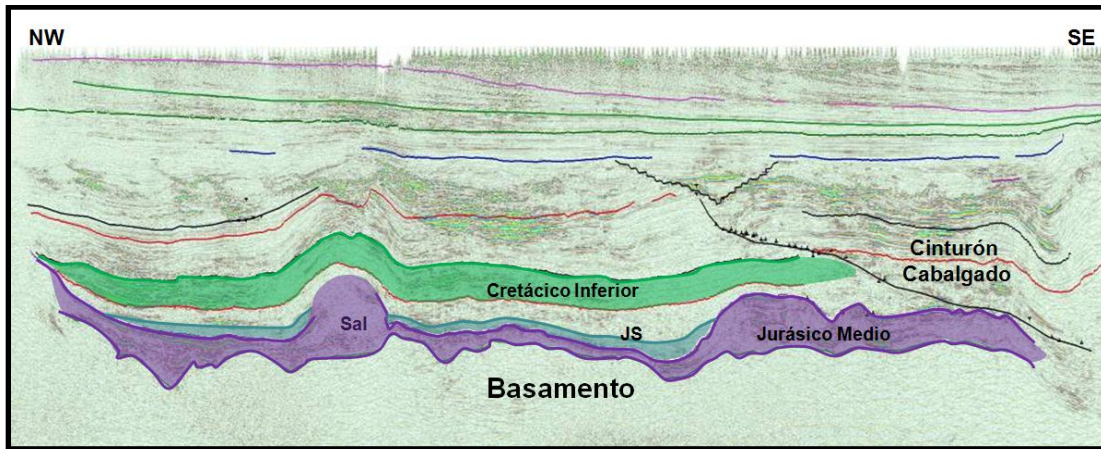 NW
SE
Cinturón
Cabalgado
Cretácico Inferior
Sal
JS
Jurásico Medio
Basamento